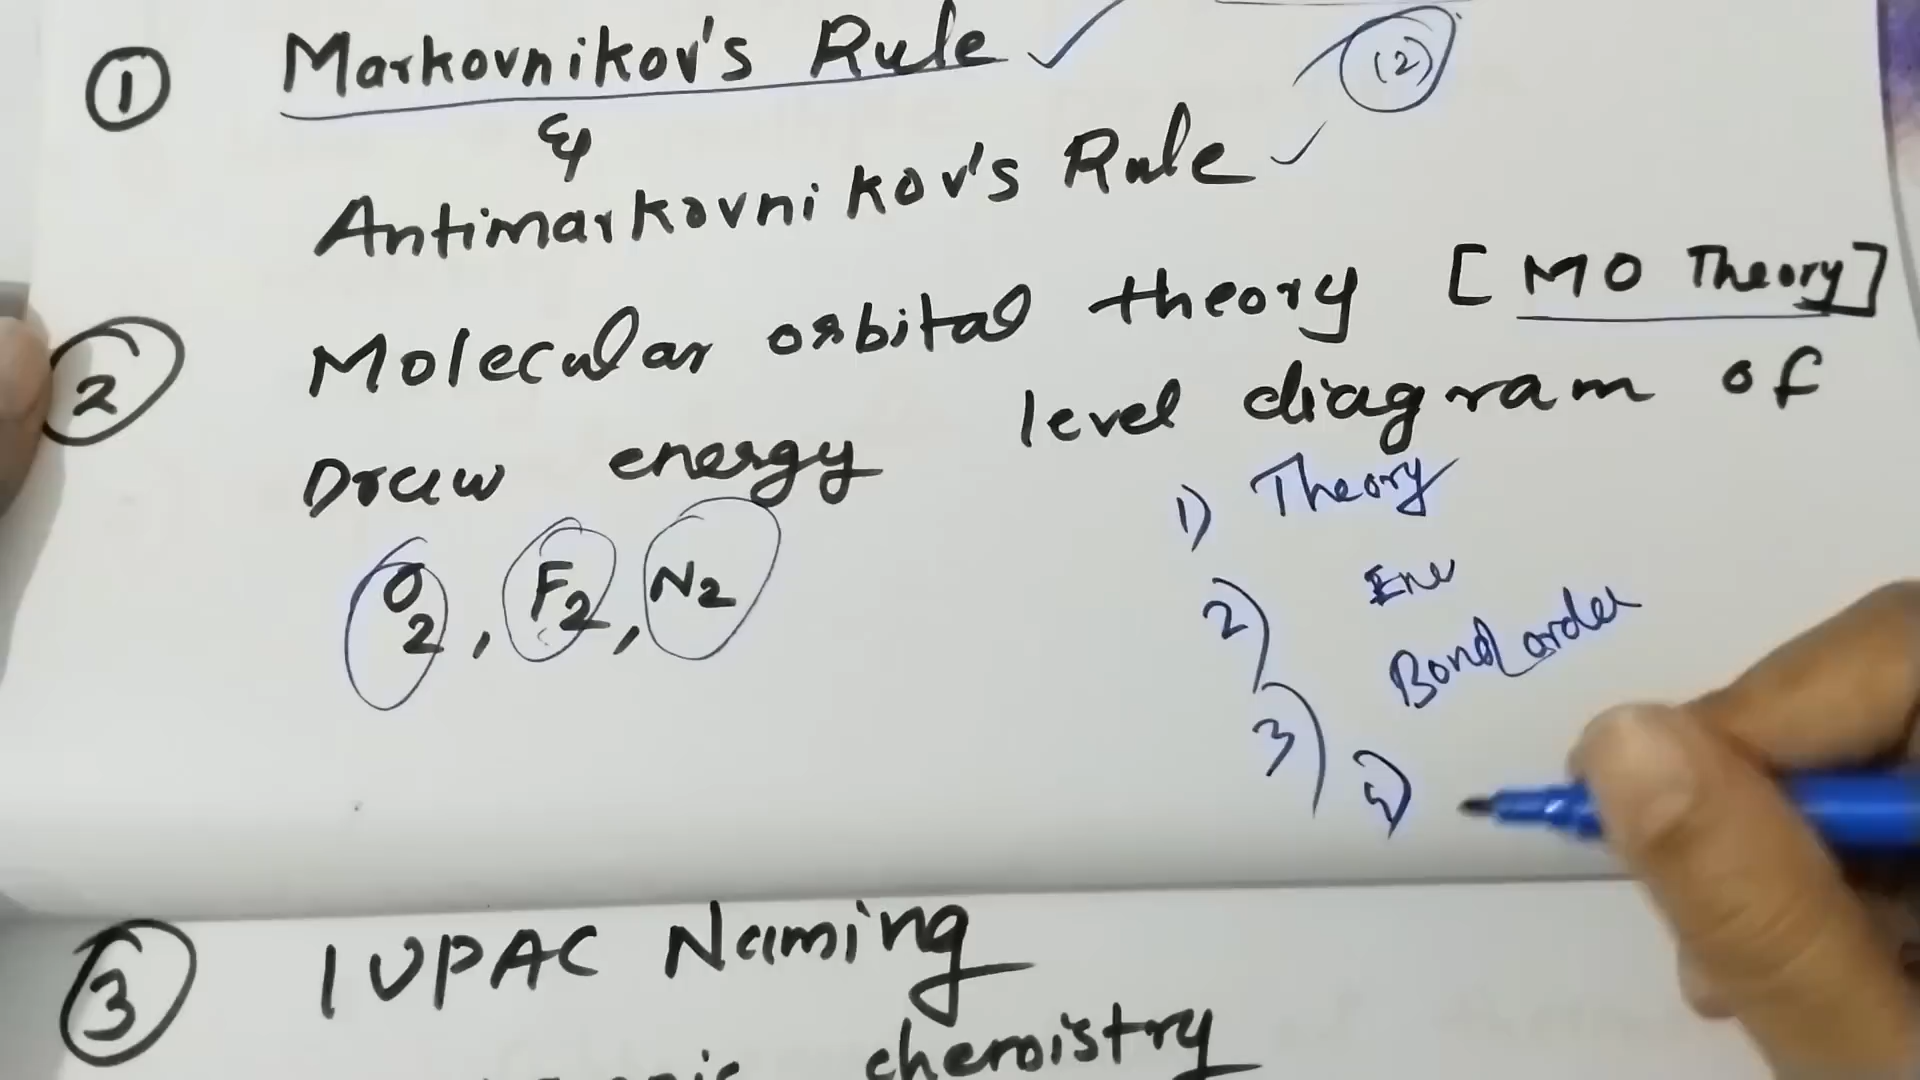 ① Markovnikov's Rule
(2)
&
Antimarkovnikov's Rule
② Molecular orbital theory [MO Theory]
Draw energy level diagram of
O2, F2, N2
1) Theory
2) Ene
Bond order
3)
4)
③ IUPAC Naming
chemistry